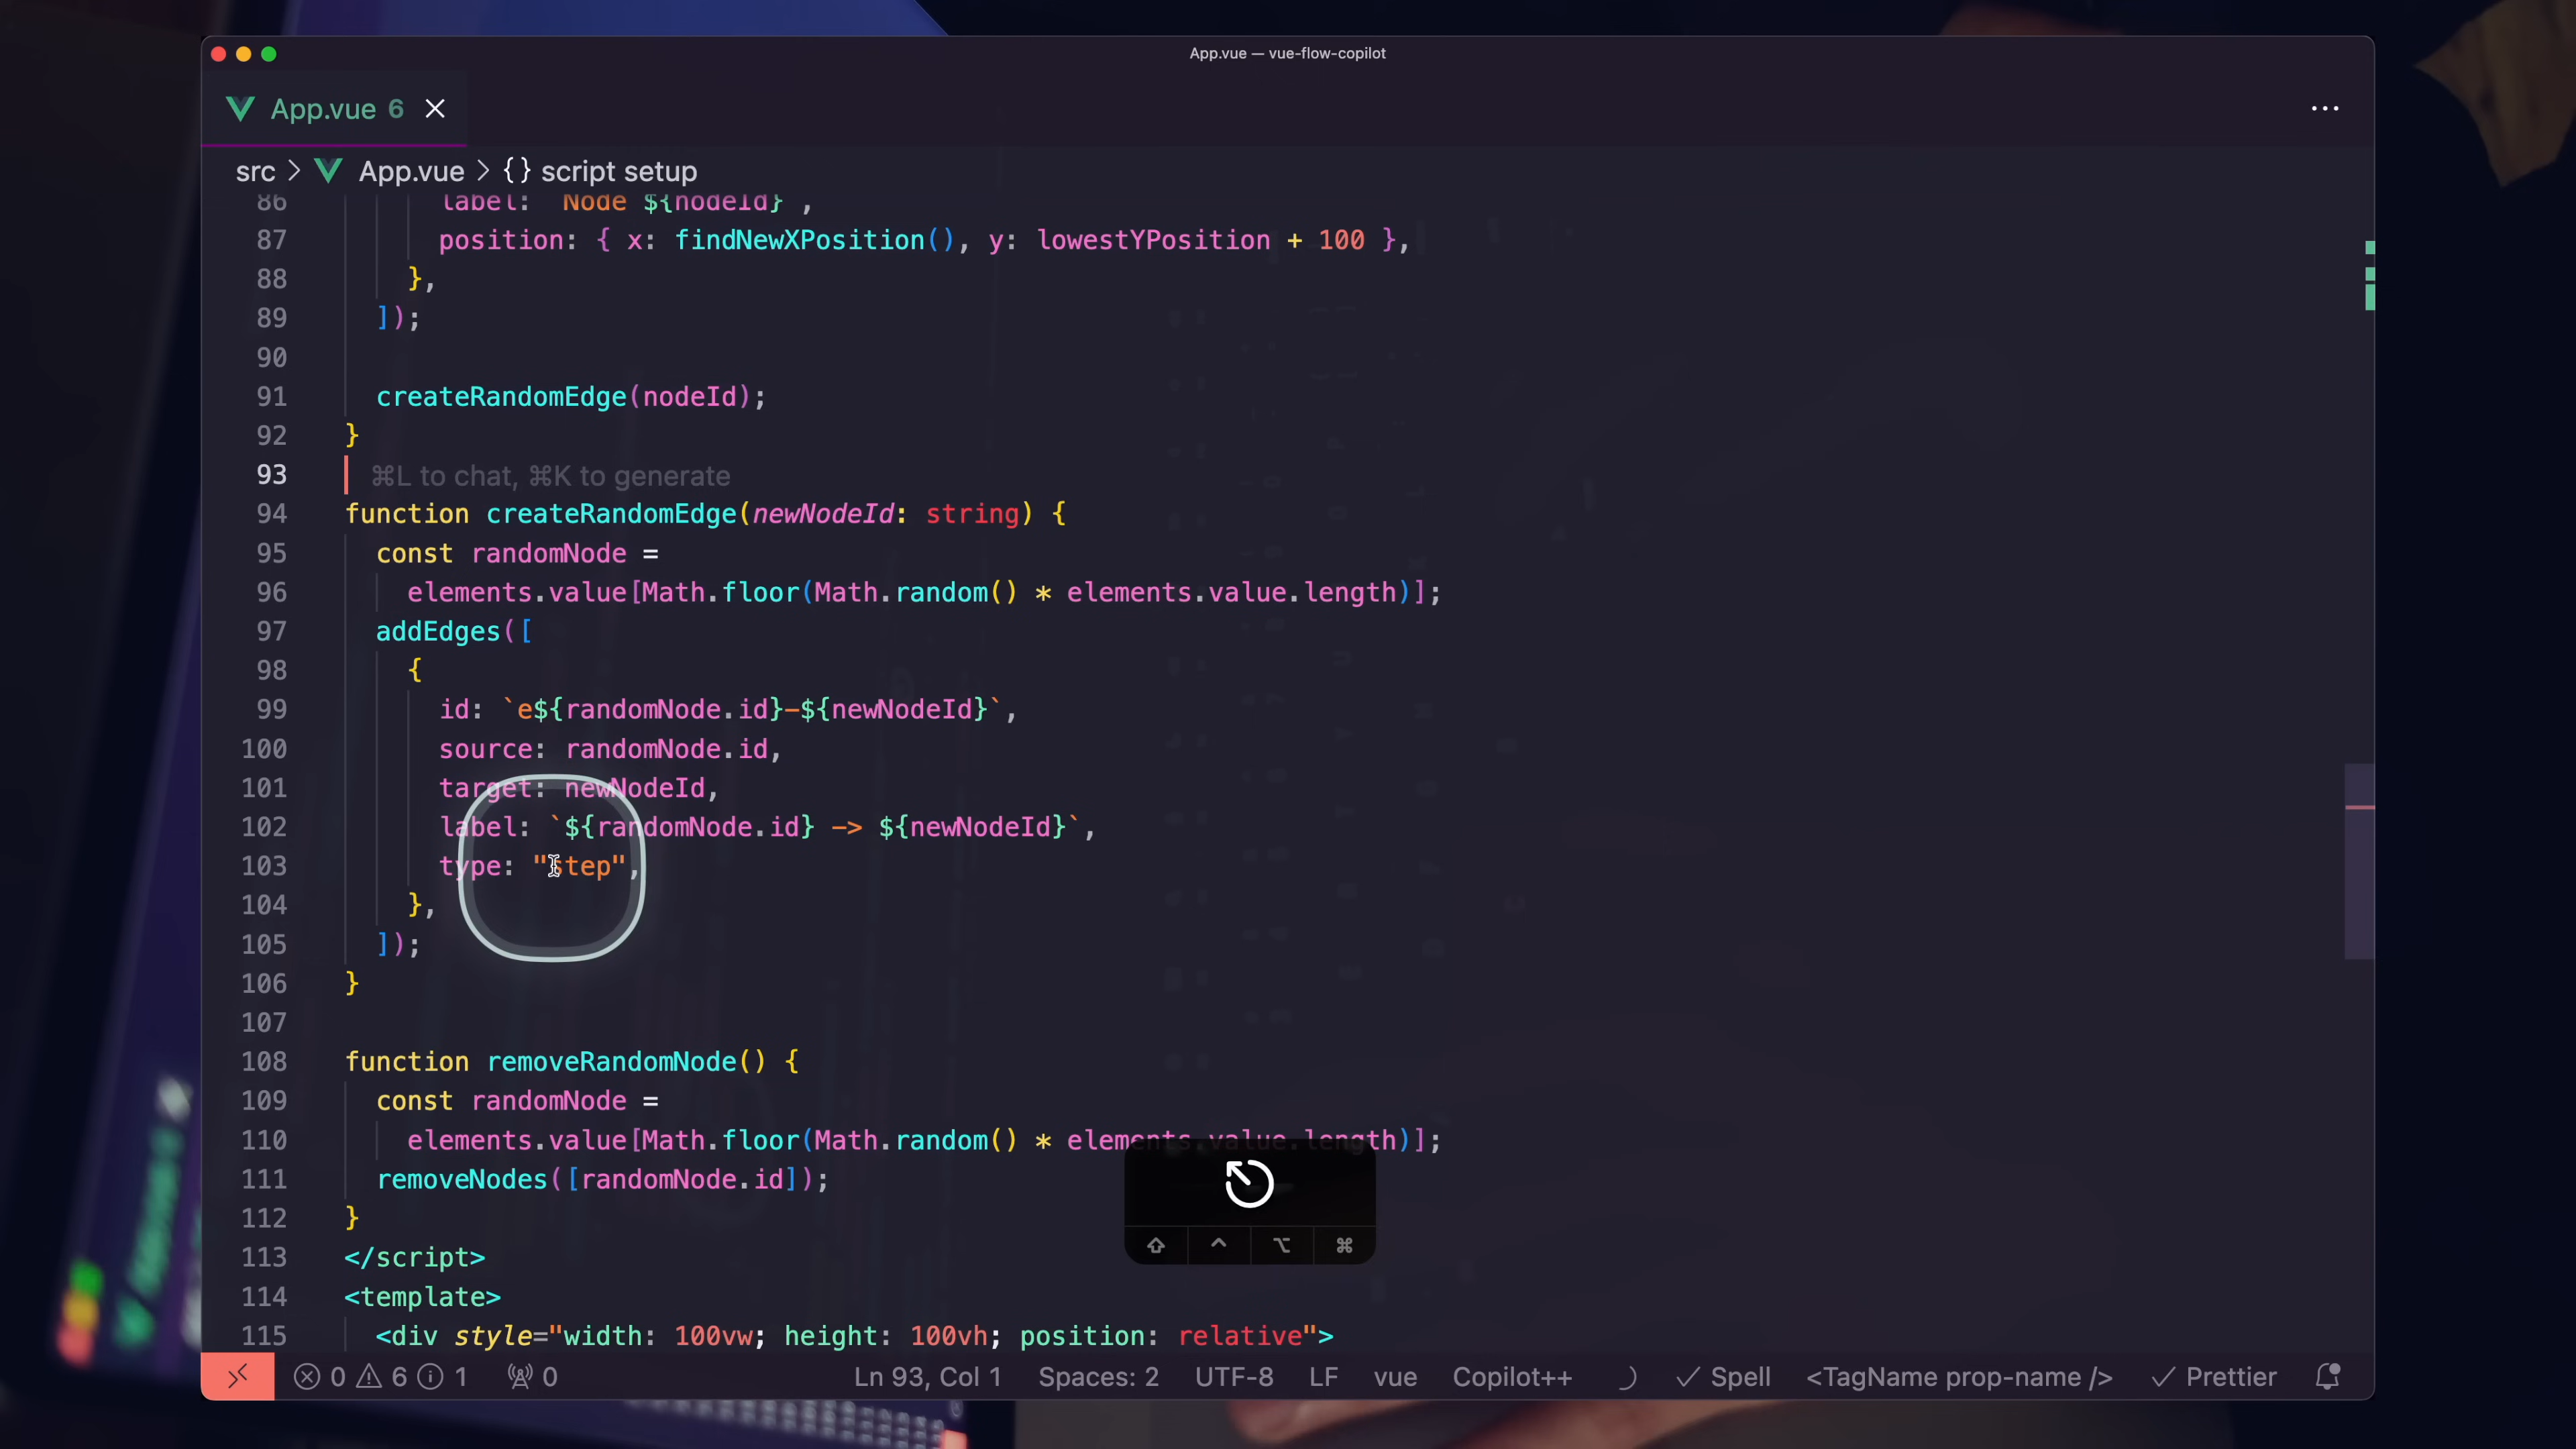 App.vue — vue-flow-copilot
App.vue 6
src > App.vue > {} script setup
86 label: `Node ${nodeId}`,
87 position: { x: findNewXPosition(), y: lowestYPosition + 100 },
88 },
89 ]);
90
91 createRandomEdge(nodeId);
92 }
93 ⌘L to chat, ⌘K to generate
94 function createRandomEdge(newNodeId: string) {
95 const randomNode =
96 elements.value[Math.floor(Math.random() * elements.value.length)];
97 addEdges([
98 {
99 id: `e${randomNode.id}-${newNodeId}`,
100 source: randomNode.id,
101 target: newNodeId,
102 label: `${randomNode.id} -> ${newNodeId}`,
103 type: "step",
104 },
105 ]);
106 }
107
108 function removeRandomNode() {
109 const randomNode =
110 elements.value[Math.floor(Math.random() * elements.value.length)];
111 removeNodes([randomNode.id]);
112 }
113 </script>
114 <template>
115 <div style="width: 100vw; height: 100vh; position: relative">
0 6 1 0 Ln 93, Col 1 Spaces: 2 UTF-8 LF vue Copilot++ Spell <TagName prop-name /> Prettier